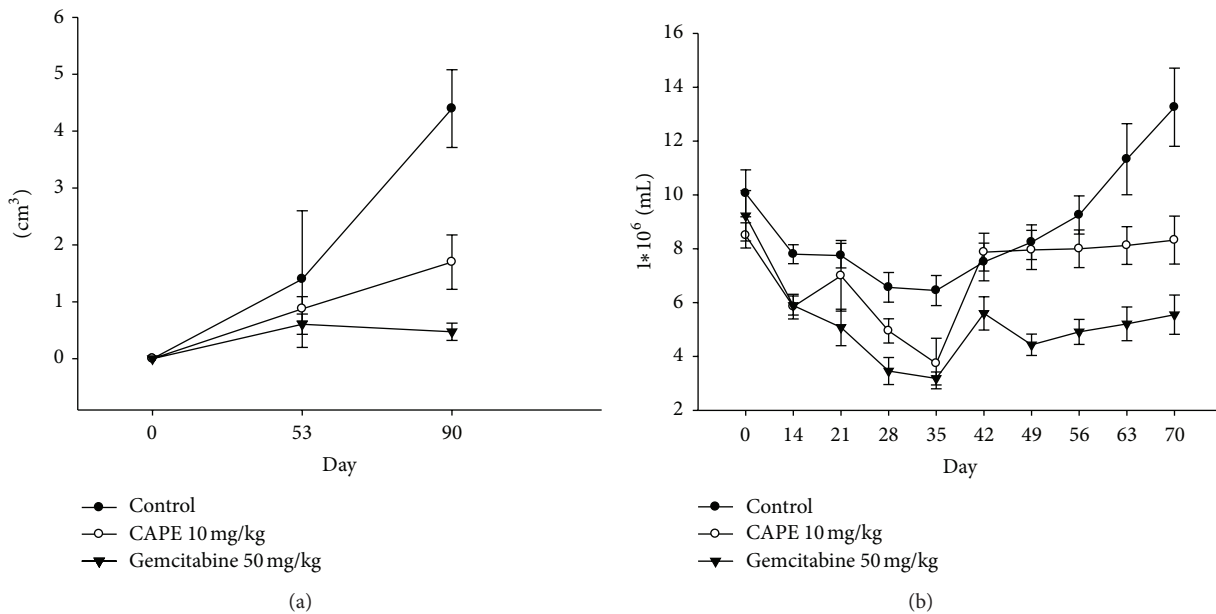 6
5
4
3
2
1
0
(cm³)
0 53 90
Day
Control
CAPE 10 mg/kg
Gemcitabine 50 mg/kg
(a)
16
14
12
10
8
6
4
2
1*10⁶ (mL)
0 14 21 28 35 42 49 56 63 70
Day
Control
CAPE 10 mg/kg
Gemcitabine 50 mg/kg
(b)